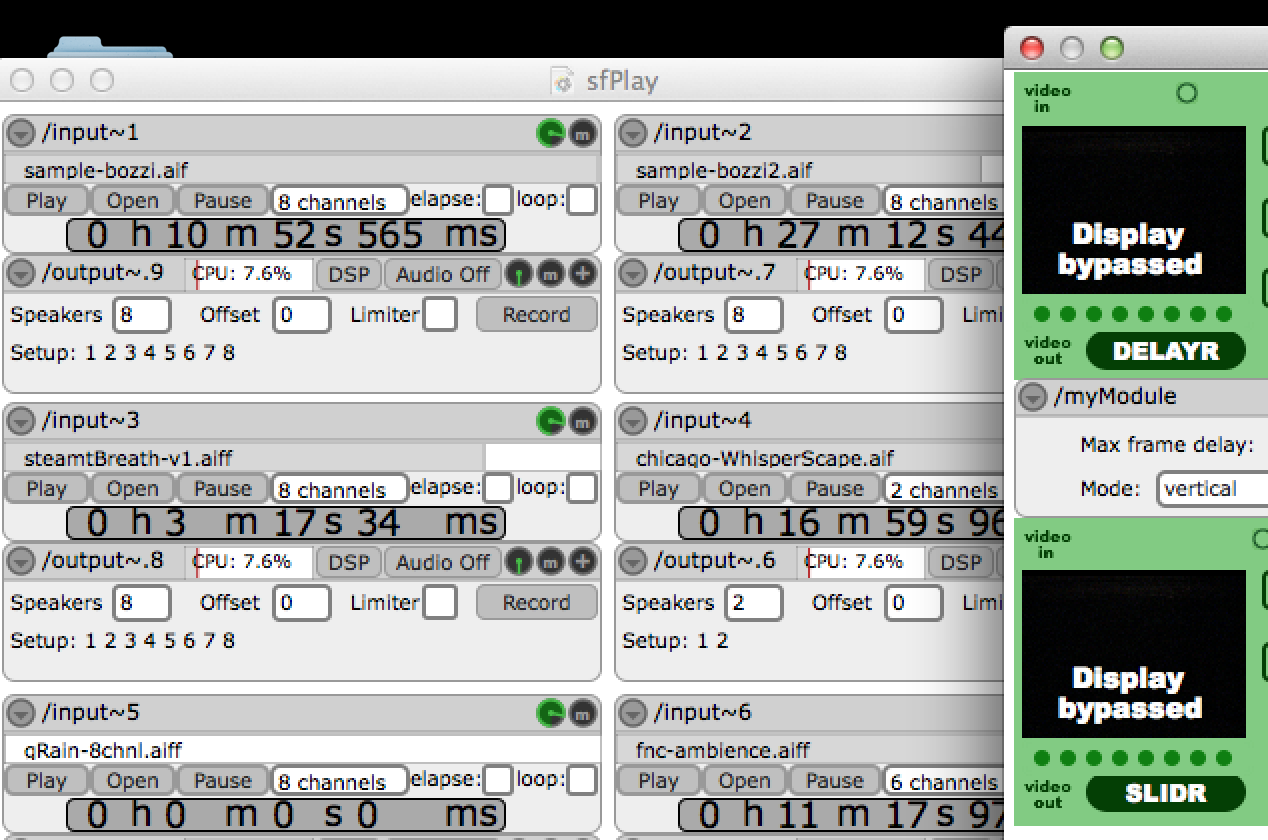 sfPlay
/input~1
m
sample-bozzi.aif
Play Open Pause 8 channels elapse: loop:
0 h 10 m 52 s 565 ms
/output~.9 CPU: 7.6% DSP Audio Off m +
Speakers 8 Offset 0 Limiter Record
Setup: 1 2 3 4 5 6 7 8
/input~2
sample-bozzi2.aif
Play Open Pause 8 channels
0 h 27 m 12 s 44
/output~.7 CPU: 7.6% DSP
Speakers 8 Offset 0 Limi
Setup: 1 2 3 4 5 6 7 8
/input~3
m
steamtBreath-v1.aiff
Play Open Pause 8 channels elapse: loop:
0 h 3 m 17 s 34 ms
/output~.8 CPU: 7.6% DSP Audio Off m +
Speakers 8 Offset 0 Limiter Record
Setup: 1 2 3 4 5 6 7 8
/input~4
chicago-WhisperScape.aif
Play Open Pause 2 channels
0 h 16 m 59 s 96
/output~.6 CPU: 7.6% DSP
Speakers 2 Offset 0 Limi
Setup: 1 2
/input~5
m
gRain-8chnl.aiff
Play Open Pause 8 channels elapse: loop:
0 h 0 m 0 s 0 ms
/input~6
fnc-ambience.aiff
Play Open Pause 6 channels
0 h 11 m 17 s 97
video
in
Display
bypassed
video
out
DELAYR
/myModule
Max frame delay:
Mode: vertical
video
in
Display
bypassed
video
out
SLIDR